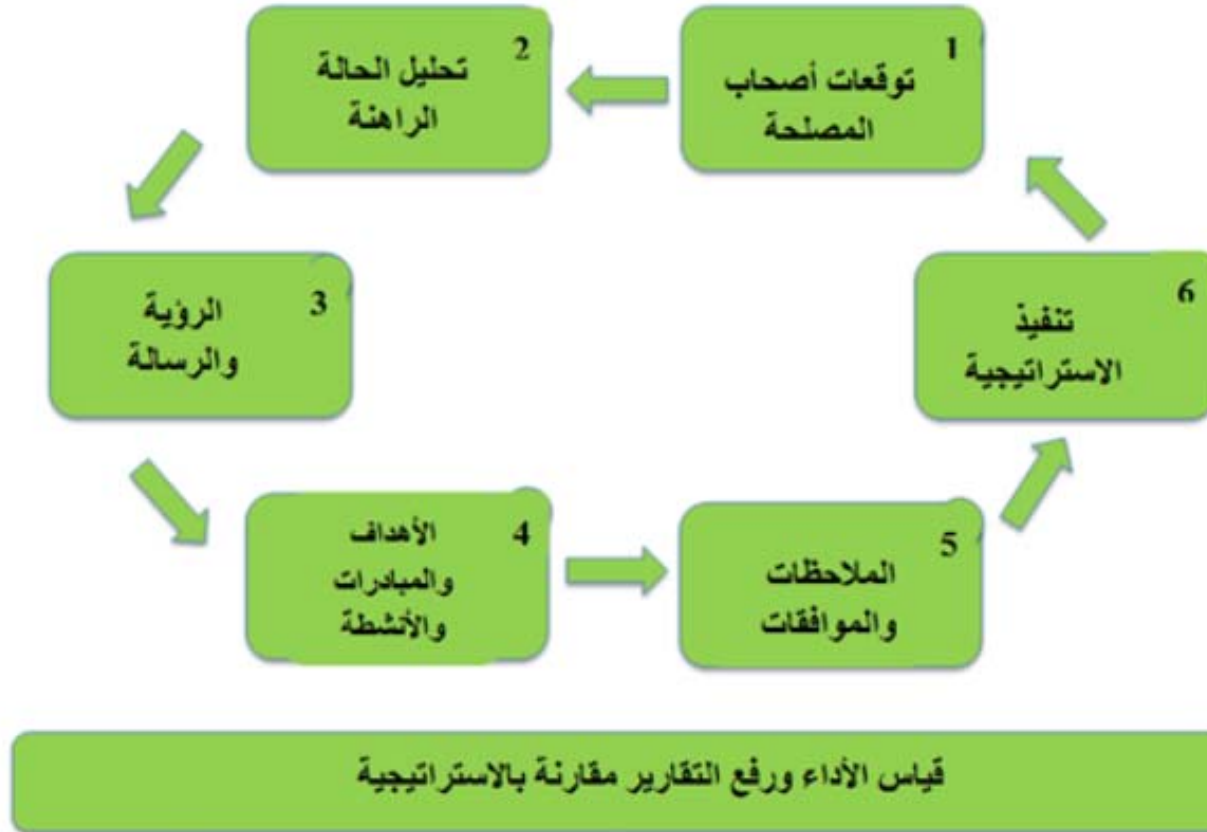 1
توقعات أصحاب
المصلحة
2
تحليل الحالة
الراهنة
3
الرؤية
والرسالة
4
الأهداف
والمبادرات
والأنشطة
5
الملاحظات
والموافقات
6
تنفيذ
الاستراتيجية
قياس الأداء ورفع التقارير مقارنة بالاستراتيجية